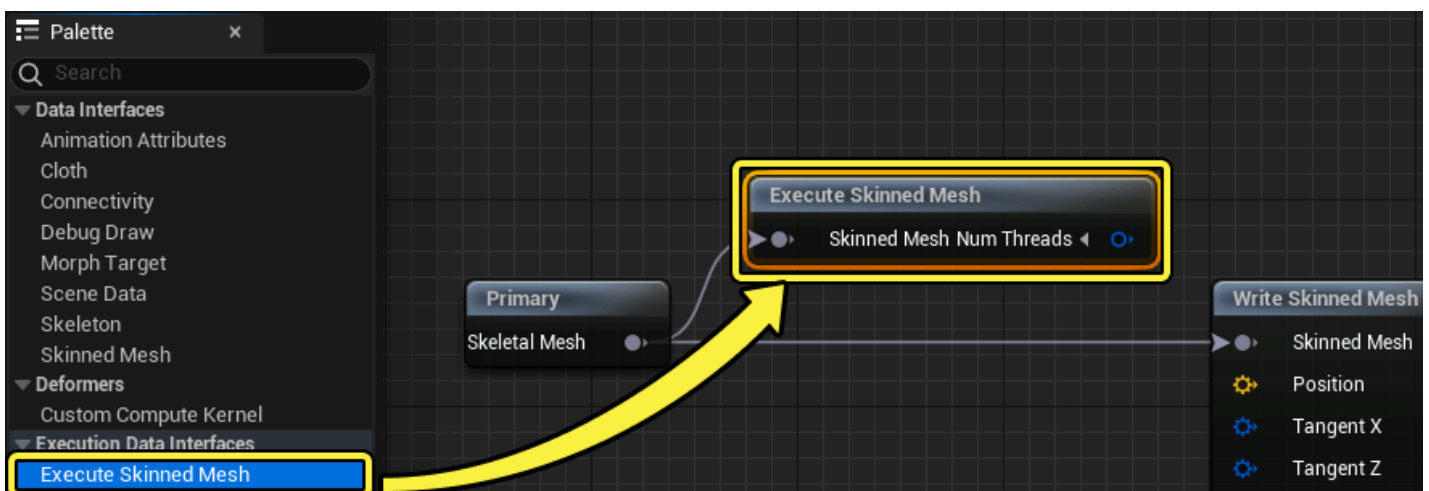 Palette
Search
Data Interfaces
Animation Attributes
Cloth
Connectivity
Debug Draw
Morph Target
Scene Data
Skeleton
Skinned Mesh
Deformers
Custom Compute Kernel
Execution Data Interfaces
Execute Skinned Mesh
Execute Skinned Mesh
Skinned Mesh Num Threads
Primary
Skeletal Mesh
Write Skinned Mesh
Skinned Mesh
Position
Tangent X
Tangent Z